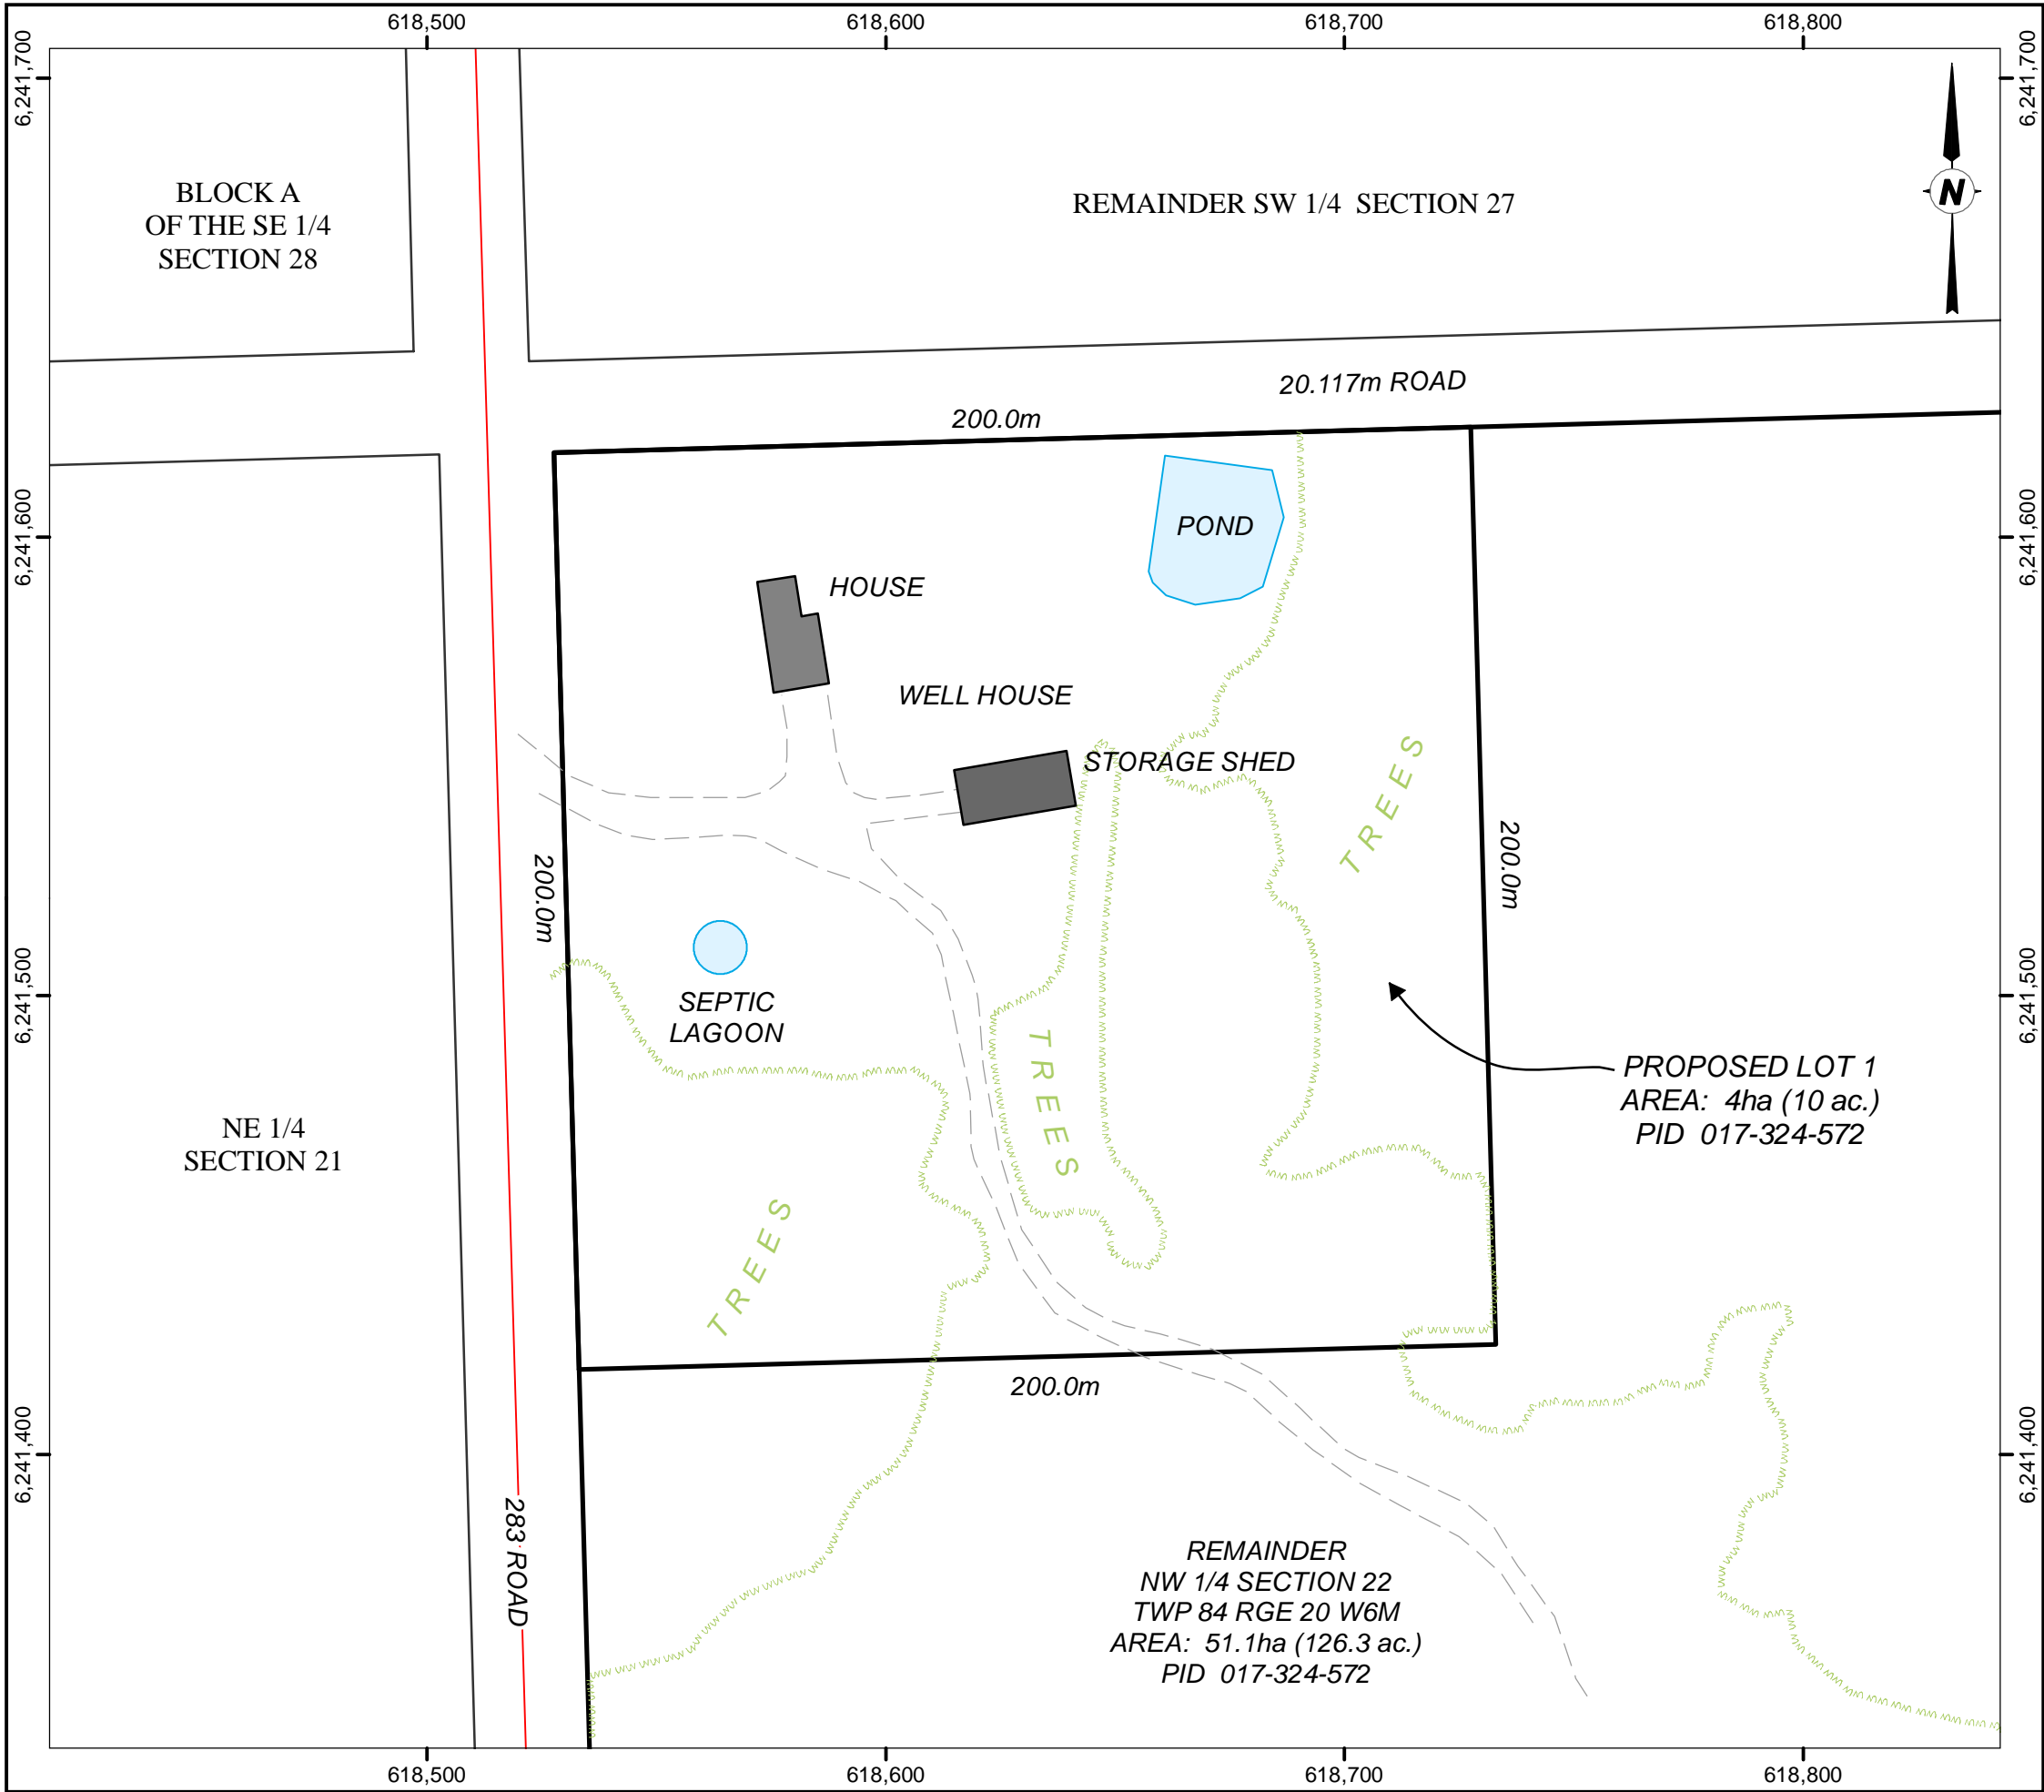 618,500
618,600
618,700
618,800
6,241,700
6,241,700
N
BLOCK A
OF THE SE 1/4
SECTION 28
REMAINDER SW 1/4 SECTION 27
20.117m ROAD
200.0m
POND
6,241,600
6,241,600
HOUSE
WELL HOUSE
STORAGE SHED
TREES
200.0m
200.0m
6,241,500
6,241,500
SEPTIC
LAGOON
TREES
PROPOSED LOT 1
AREA: 4ha (10 ac.)
PID 017-324-572
NE 1/4
SECTION 21
TREES
200.0m
6,241,400
6,241,400
283 ROAD
REMAINDER
NW 1/4 SECTION 22
TWP 84 RGE 20 W6M
AREA: 51.1ha (126.3 ac.)
PID 017-324-572
618,500
618,600
618,700
618,800